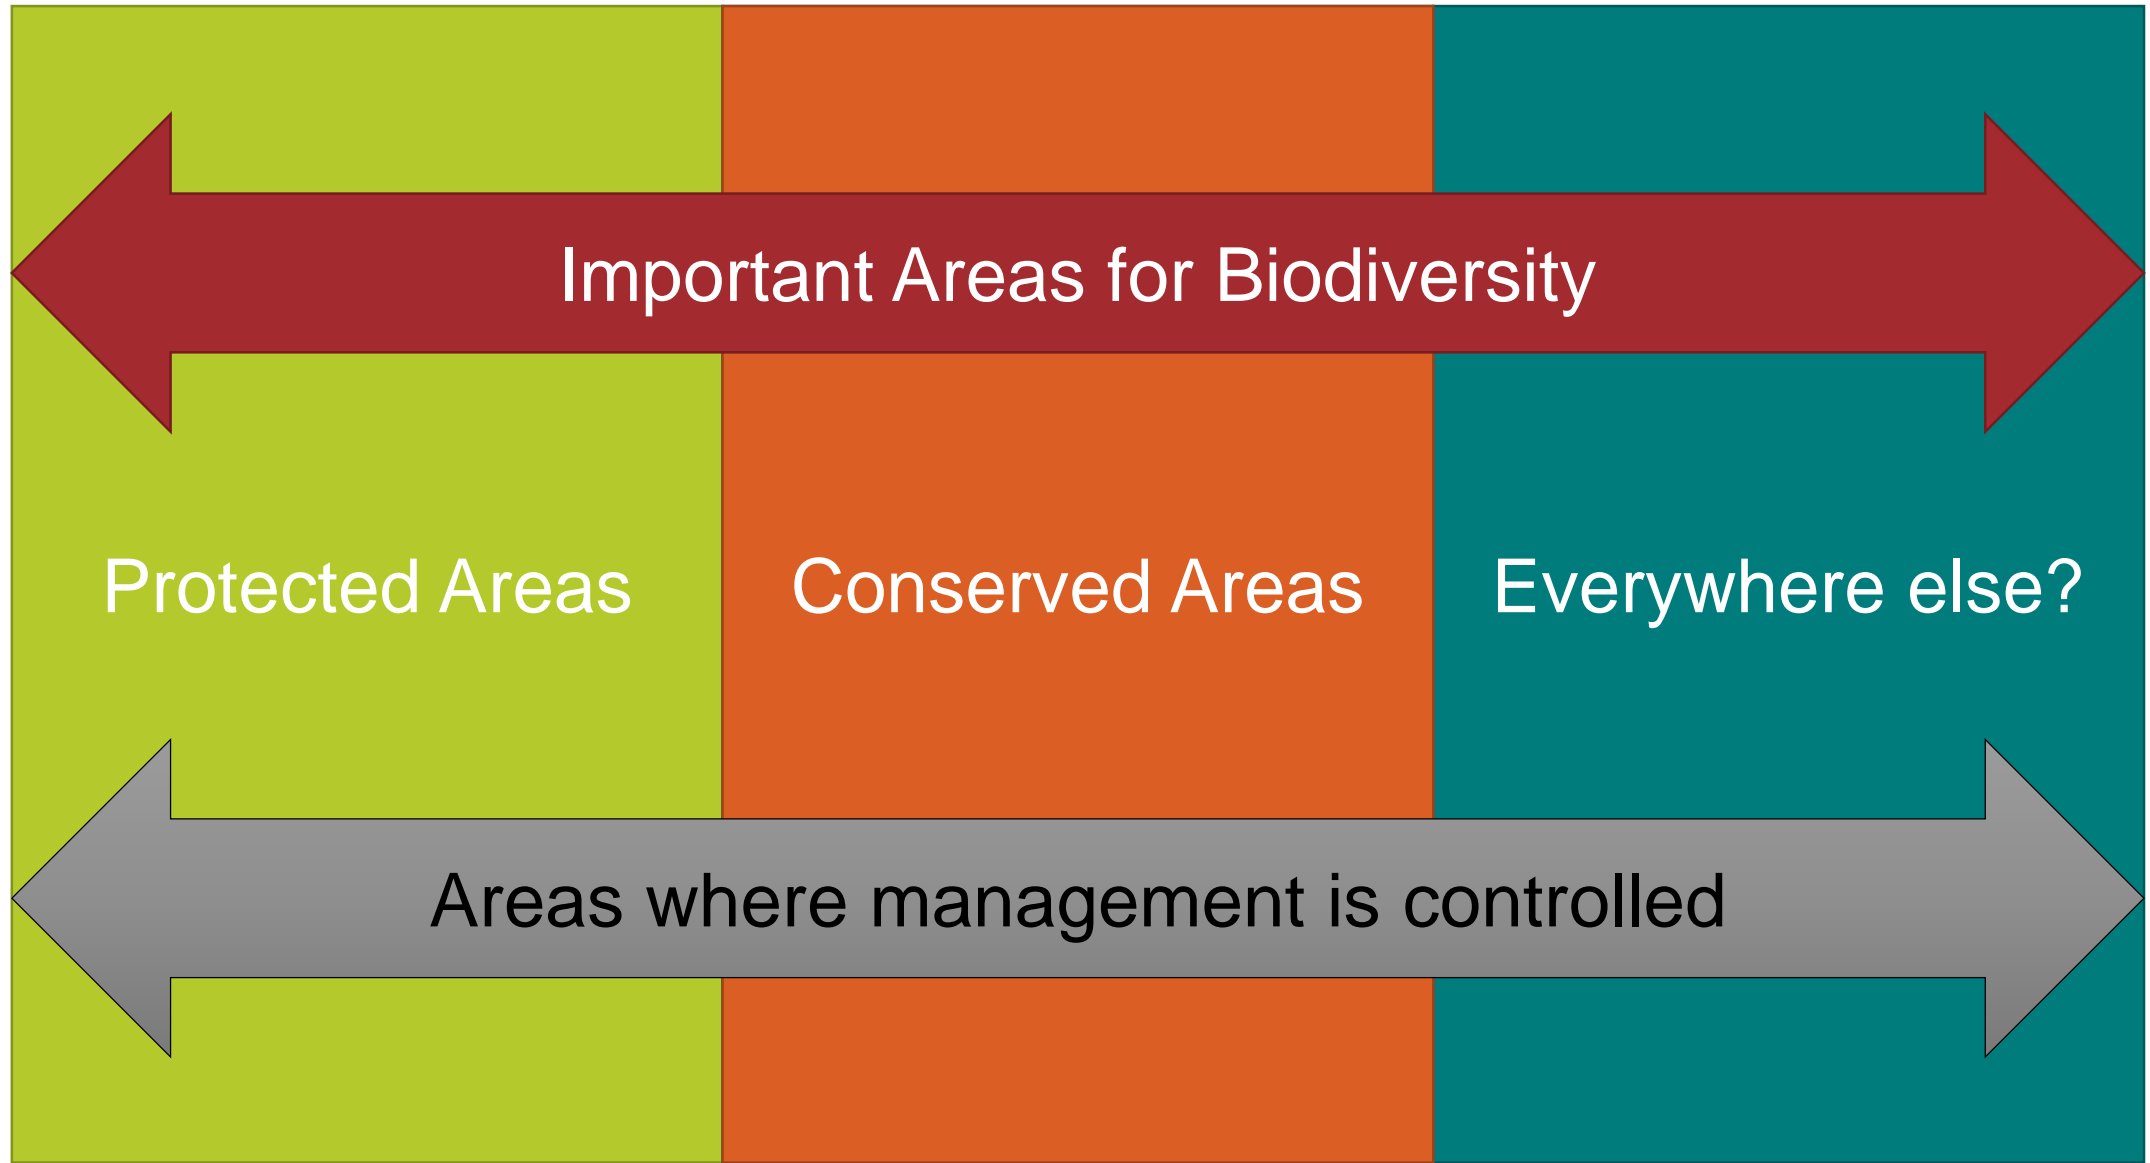 Important Areas for Biodiversity
Protected Areas
Conserved Areas
Everywhere else?
Areas where management is controlled